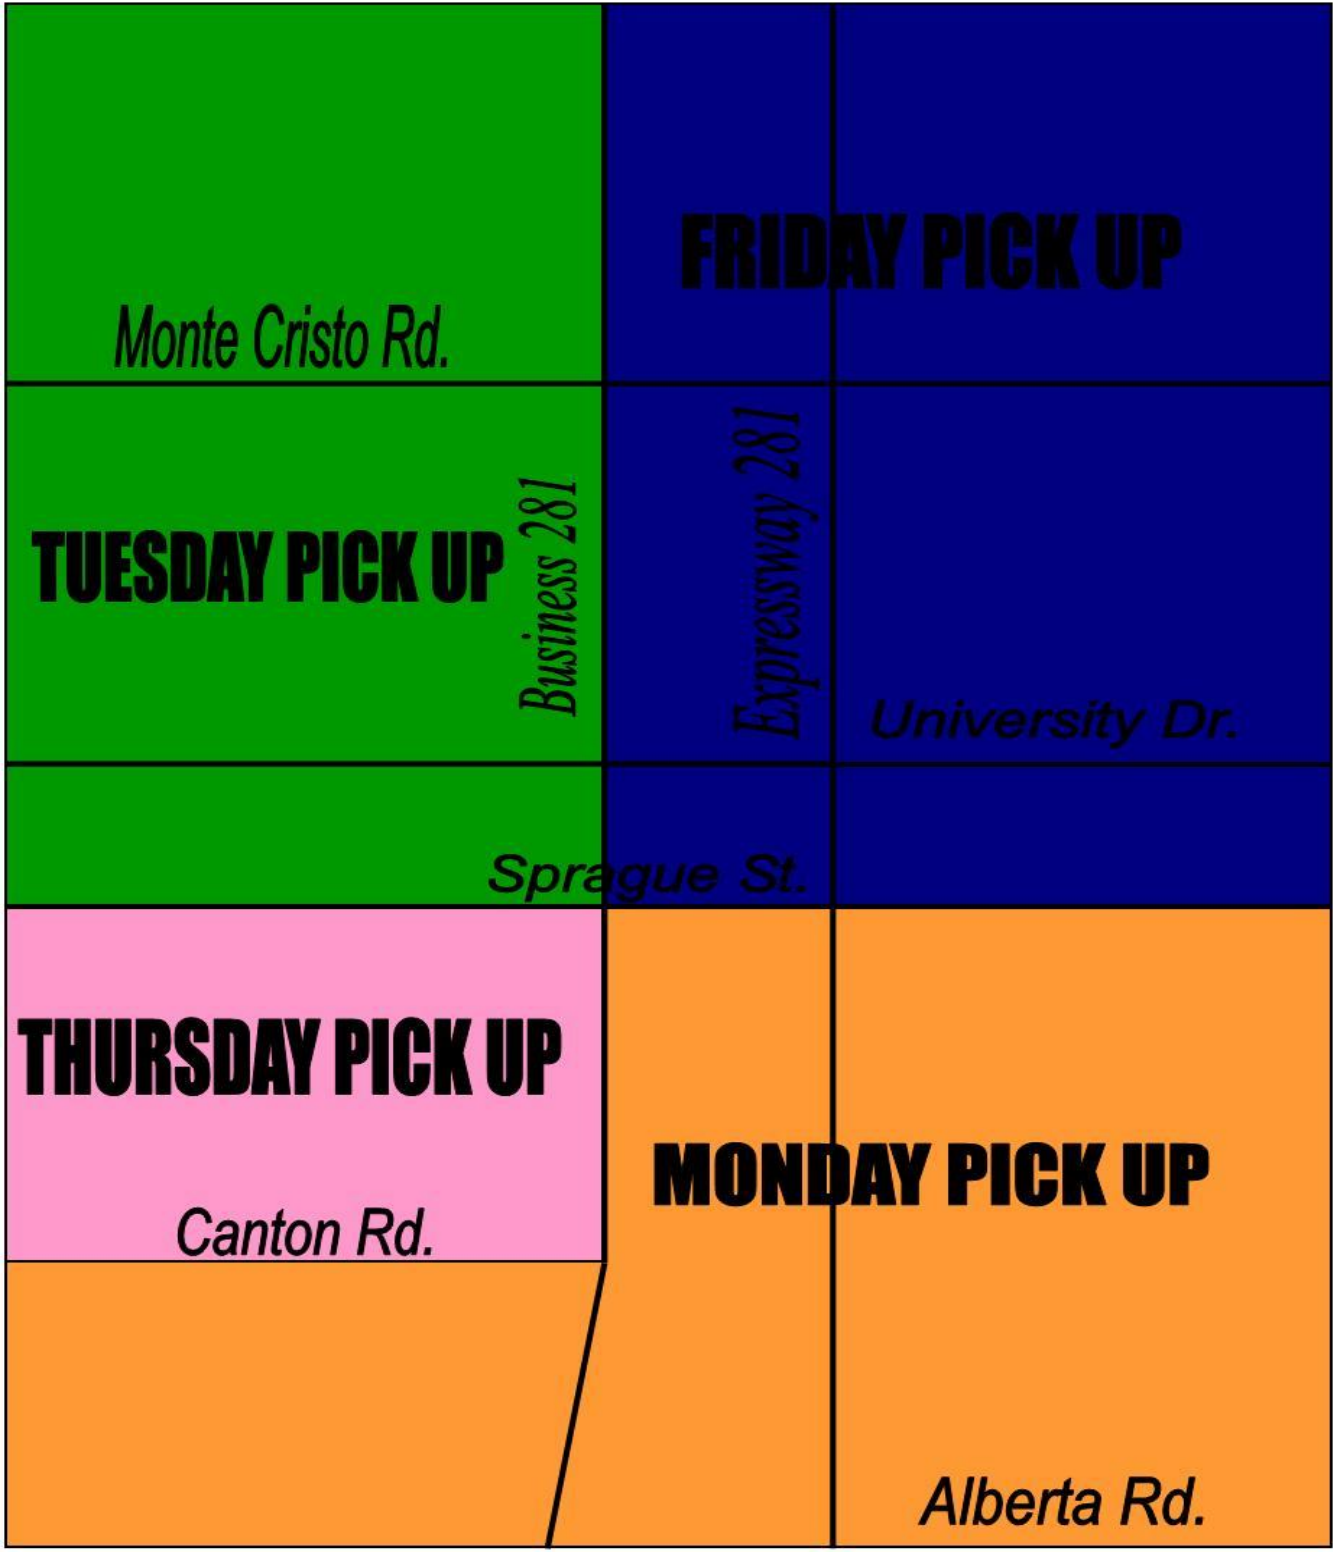 FRIDAY PICK UP
Monte Cristo Rd.
Expressway 281
Business 281
TUESDAY PICK UP
University Dr.
Sprague St.
THURSDAY PICK UP
MONDAY PICK UP
Canton Rd.
Alberta Rd.